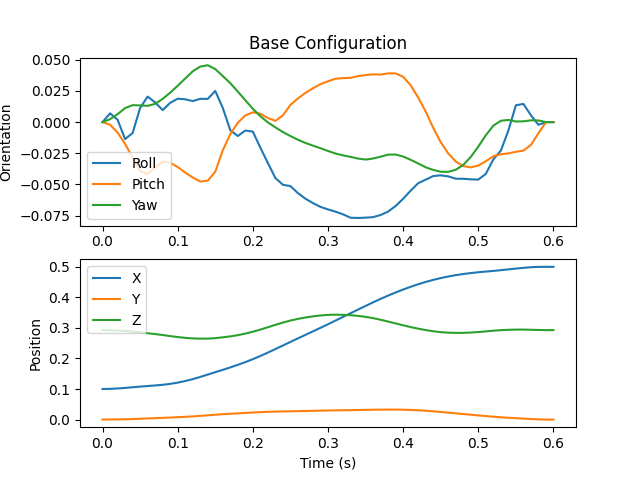 Base Configuration
Orientation
0.050
0.025
0.000
−0.025
−0.050
−0.075
Roll
Pitch
Yaw
0.0 0.1 0.2 0.3 0.4 0.5 0.6
Position
0.5
0.4
0.3
0.2
0.1
0.0
X
Y
Z
0.0 0.1 0.2 0.3 0.4 0.5 0.6
Time (s)